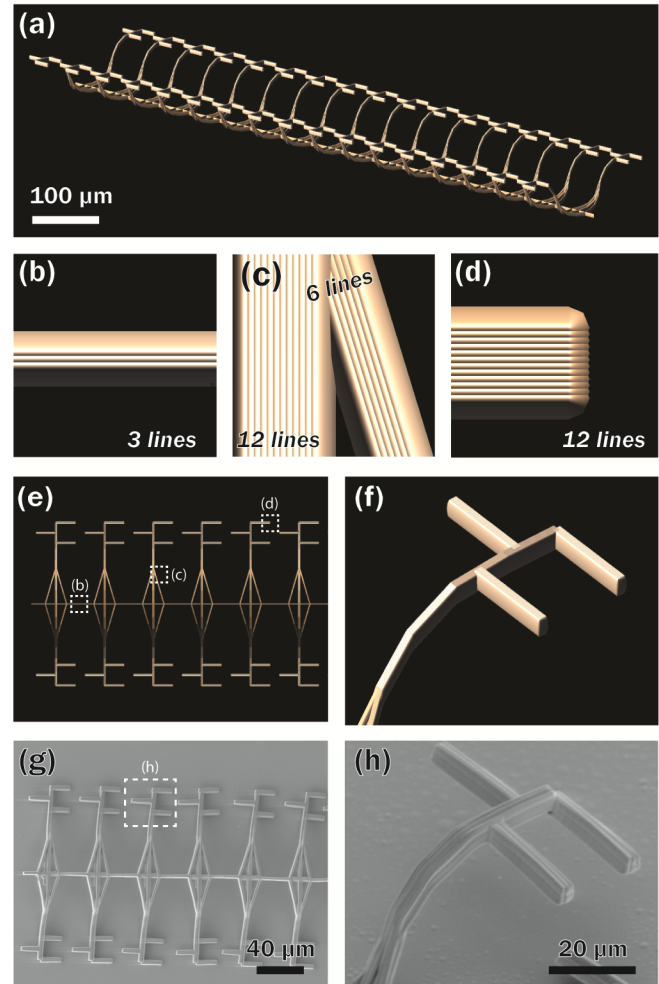 (a)
100 µm
(b)
(c)
(d)
6 lines
3 lines
12 lines
12 lines
(e)
(f)
(d)
(b)
(c)
(g)
(h)
(h)
40 µm
20 µm